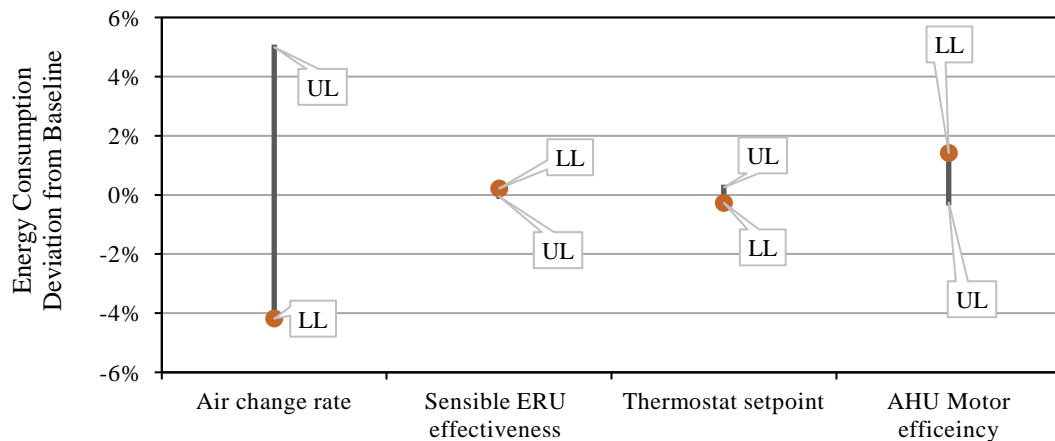 Energy Consumption
Deviation from Baseline
6%
4%
2%
0%
-2%
-4%
-6%
UL
LL
LL
UL
UL
LL
LL
UL
Air change rate
Sensible ERU
effectiveness
Thermostat setpoint
AHU Motor
efficeincy